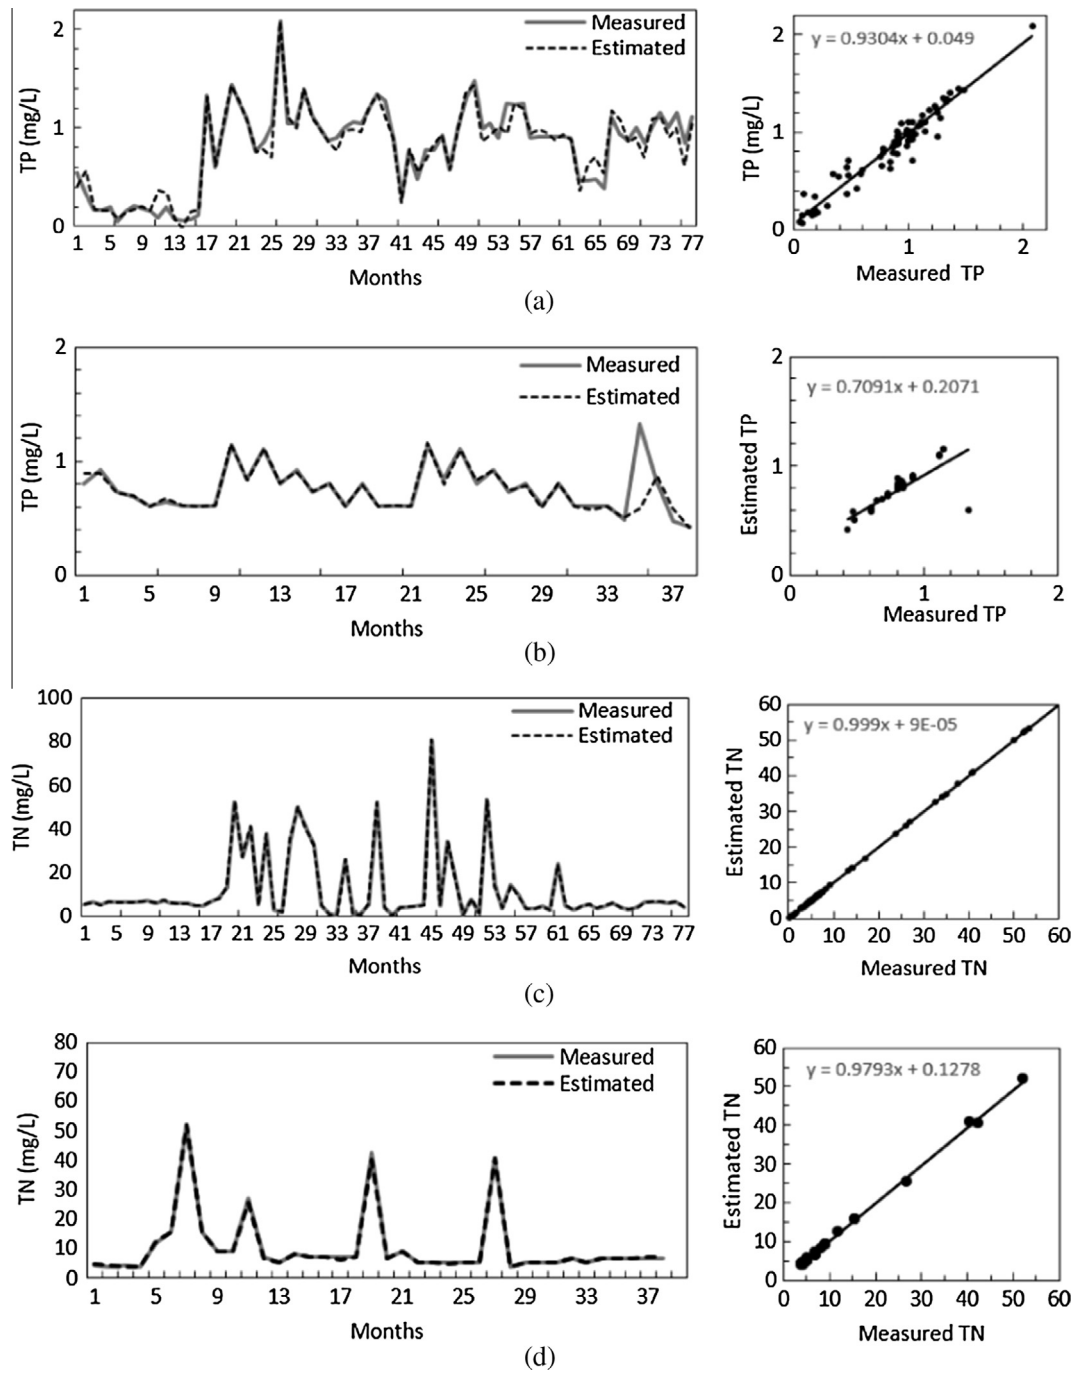 Measured
Estimated
2
1
0
TP (mg/L)
1 5 9 13 17 21 25 29 33 37 41 45 49 53 57 61 65 69 73 77
Months
y = 0.9304x + 0.049
2
1
0
TP (mg/L)
0 1 2
Measured TP
(a)
Measured
Estimated
2
1
0
TP (mg/L)
1 5 9 13 17 21 25 29 33 37
Months
y = 0.7091x + 0.2071
2
1
0
Estimated TP
0 1 2
Measured TP
(b)
Measured
Estimated
100
80
60
40
20
0
TN (mg/L)
1 5 9 13 17 21 25 29 33 37 41 45 49 53 57 61 65 69 73 77
Months
y = 0.999x + 9E-05
60
50
40
30
20
10
0
Estimated TN
0 10 20 30 40 50 60
Measured TN
(c)
Measured
Estimated
80
70
60
50
40
30
20
10
0
TN (mg/L)
1 5 9 13 17 21 25 29 33 37
Months
y = 0.9793x + 0.1278
60
50
40
30
20
10
0
Estimated TN
0 10 20 30 40 50 60
Measured TN
(d)